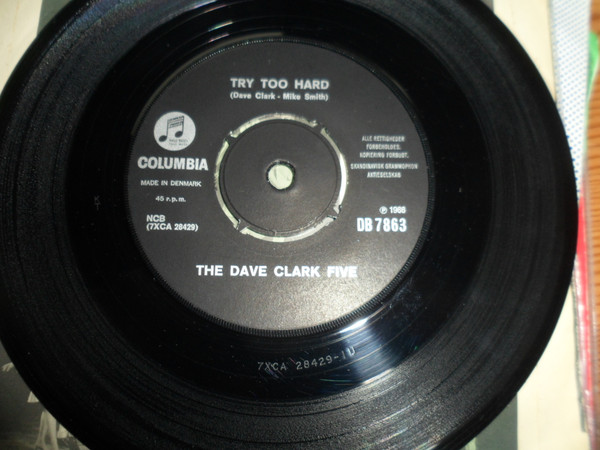 TRY TOO HARD
(Dave Clark - Mike Smith)
COLUMBIA
MADE IN DENMARK
45 r.p.m.
NCB
(7XCA 28429)
ALLE RETTIGHEDER
FORBEHOLDES.
KOPIERING FORBUDT.
SKANDINAVISK GRAMMOPHON
AKTIESELSKAB
℗ 1966
DB 7863
THE DAVE CLARK FIVE
7XCA 28429-1U